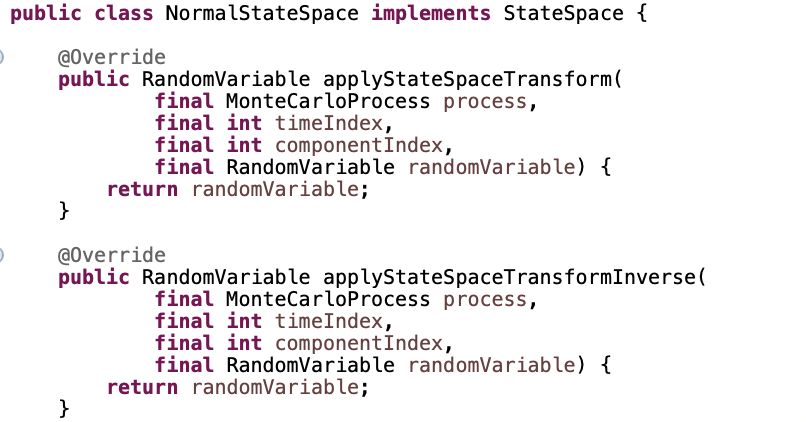 public class NormalStateSpace implements StateSpace {
@Override
public RandomVariable applyStateSpaceTransform(
final MonteCarloProcess process,
final int timeIndex,
final int componentIndex,
final RandomVariable randomVariable) {
return randomVariable;
}
@Override
public RandomVariable applyStateSpaceTransformInverse(
final MonteCarloProcess process,
final int timeIndex,
final int componentIndex,
final RandomVariable randomVariable) {
return randomVariable;
}